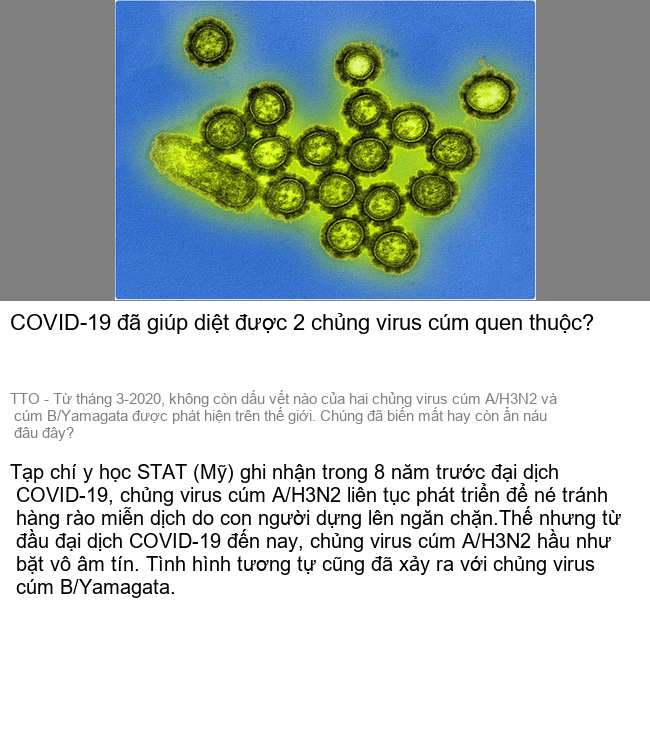 COVID-19 đã giúp diệt được 2 chủng virus cúm quen thuộc?
TTO - Từ tháng 3-2020, không còn dấu vết nào của hai chủng virus cúm A/H3N2 và
cúm B/Yamagata được phát hiện trên thế giới. Chúng đã biến mất hay còn ẩn náu
đâu đây?
Tạp chí y học STAT (Mỹ) ghi nhận trong 8 năm trước đại dịch
COVID-19, chủng virus cúm A/H3N2 liên tục phát triển để né tránh
hàng rào miễn dịch do con người dựng lên ngăn chặn.Thế nhưng từ
đầu đại dịch COVID-19 đến nay, chủng virus cúm A/H3N2 hầu như
bặt vô âm tín. Tình hình tương tự cũng đã xảy ra với chủng virus
cúm B/Yamagata.